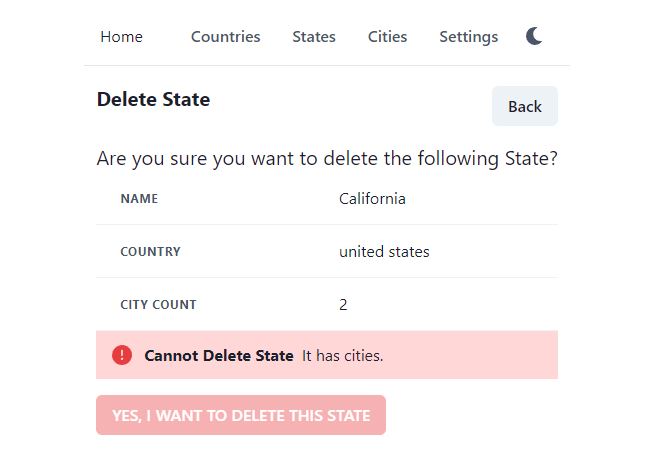 Home Countries States Cities Settings
Delete State
Back
Are you sure you want to delete the following State?
NAME California
COUNTRY united states
CITY COUNT 2
Cannot Delete State It has cities.
YES, I WANT TO DELETE THIS STATE